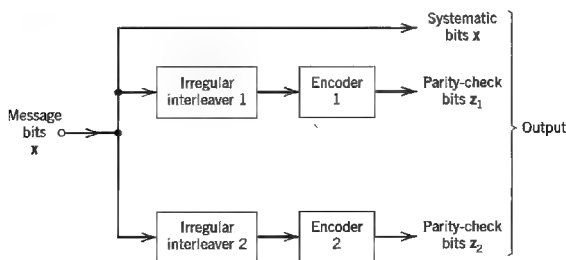 Systematic
bits x
Irregular
interleaver 1
Encoder
1
Parity-check
bits z₁
Message
bits
x
Output
Irregular
interleaver 2
Encoder
2
Parity-check
bits z₂